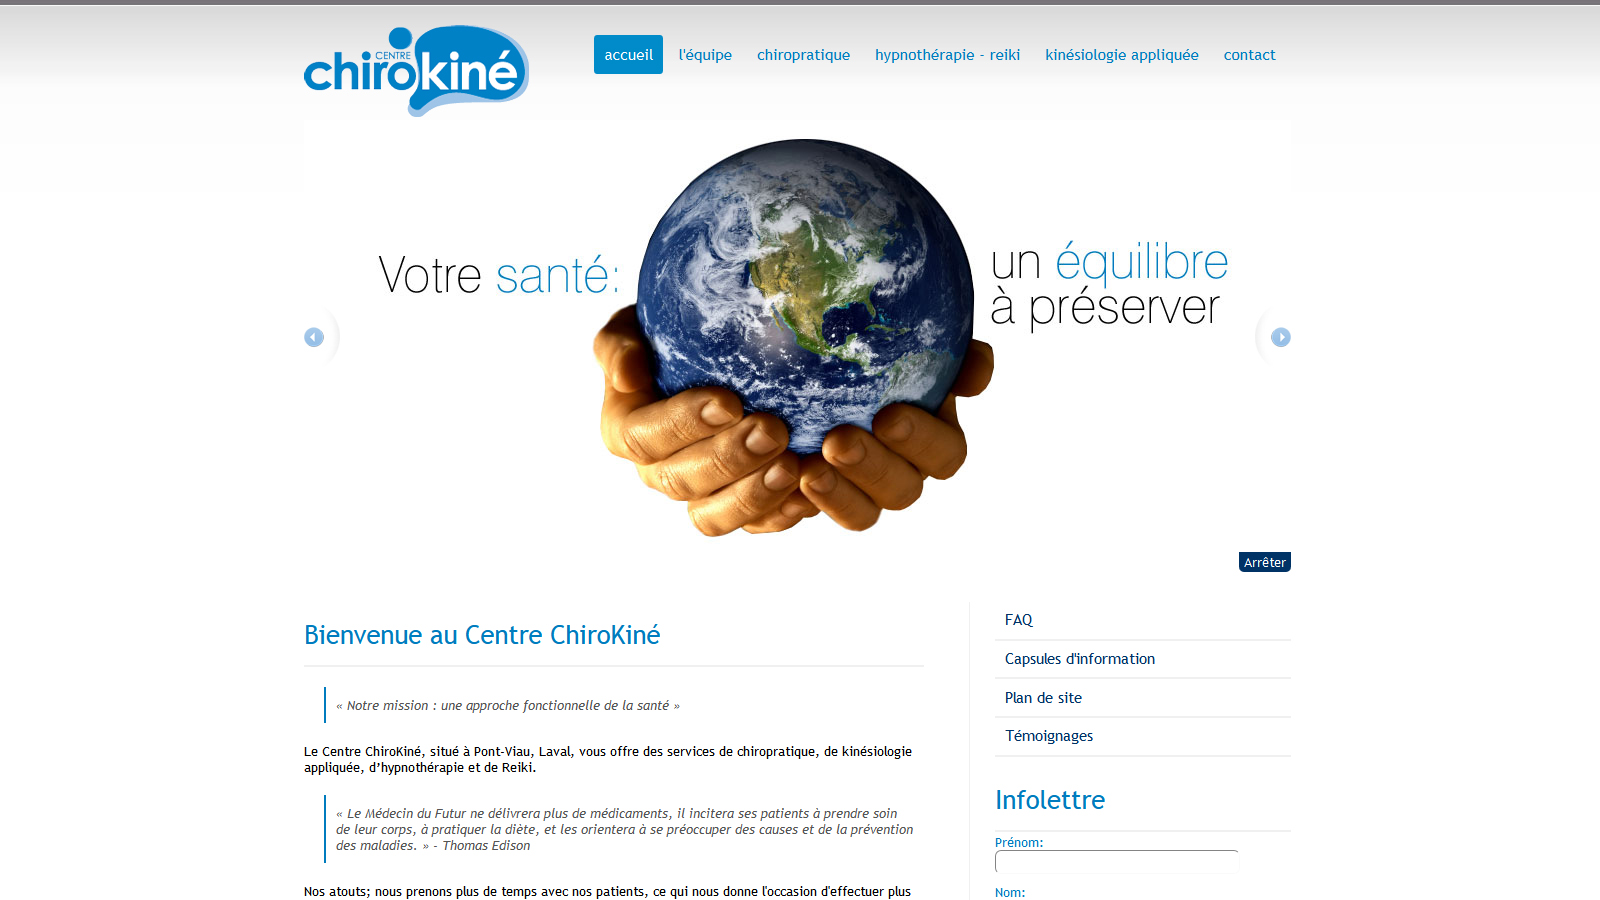 CENTRE
chirokiné
accueil
l'équipe
chiropratique
hypnothérapie - reiki
kinésiologie appliquée
contact
Votre santé:
un équilibre
à préserver
Arrêter
Bienvenue au Centre ChiroKiné
« Notre mission : une approche fonctionnelle de la santé »
Le Centre ChiroKiné, situé à Pont-Viau, Laval, vous offre des services de chiropratique, de kinésiologie
appliquée, d’hypnothérapie et de Reiki.
« Le Médecin du Futur ne délivrera plus de médicaments, il incitera ses patients à prendre soin
de leur corps, à pratiquer la diète, et les orientera à se préoccuper des causes et de la prévention
des maladies. » - Thomas Edison
Nos atouts; nous prenons plus de temps avec nos patients, ce qui nous donne l'occasion d'effectuer plus
FAQ
Capsules d'information
Plan de site
Témoignages
Infolettre
Prénom:
Nom: